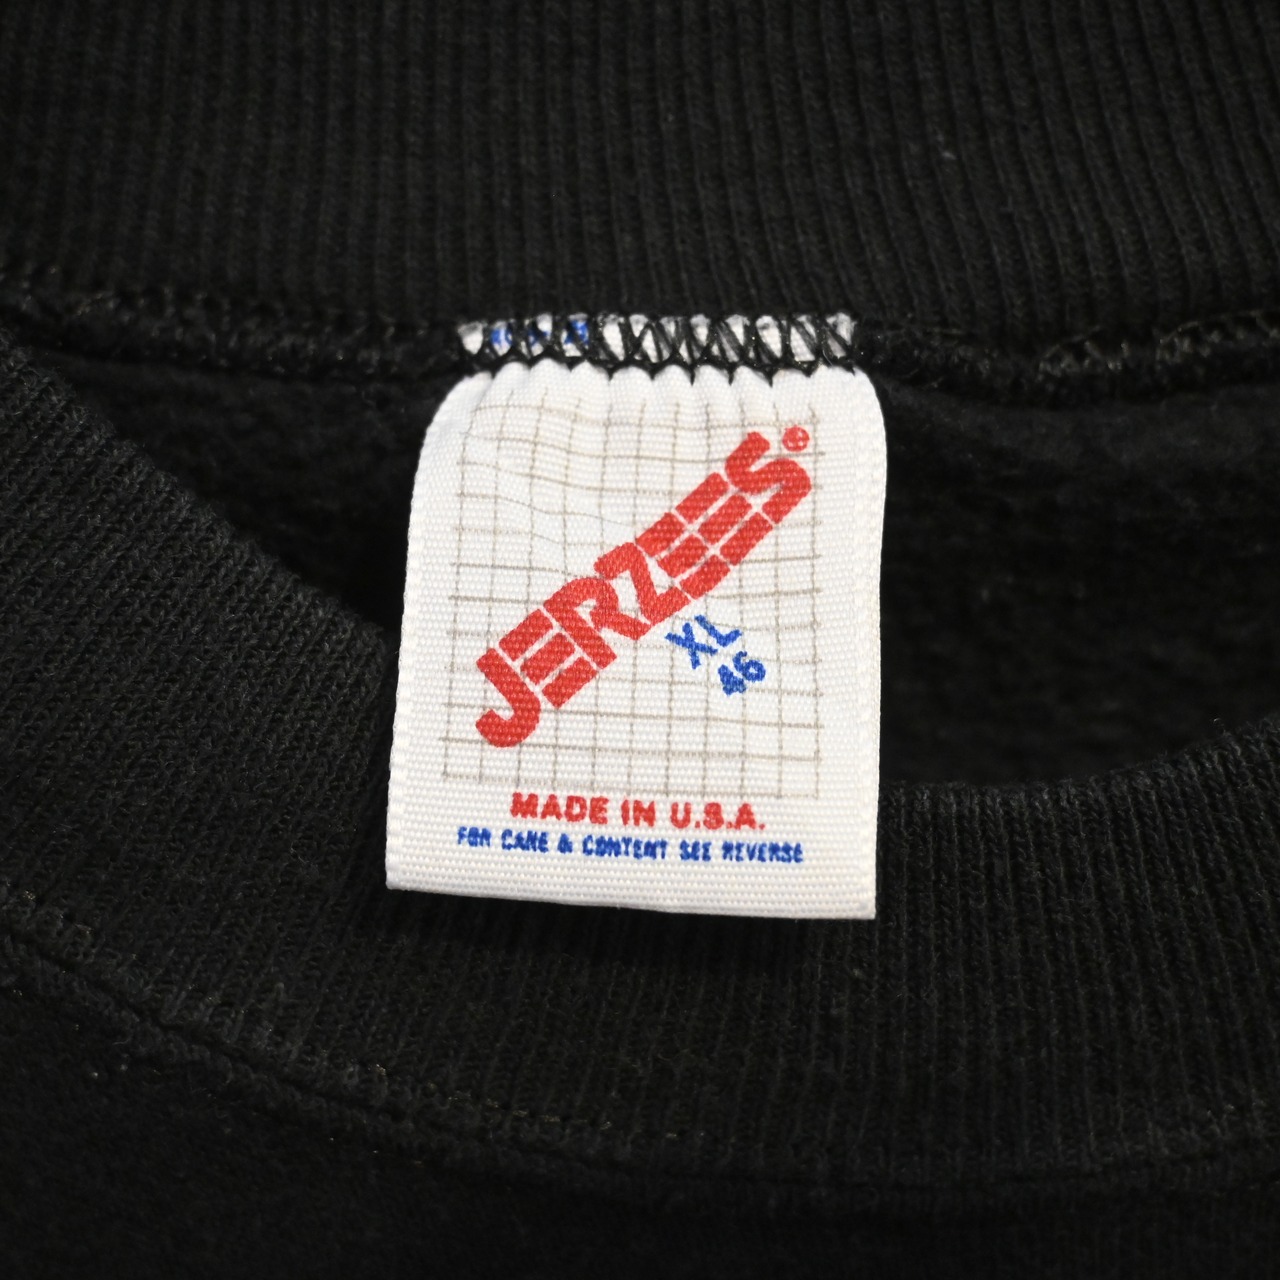 JERZEES®
XL
46
MADE IN U.S.A.
FOR CARE & CONTENT SEE REVERSE